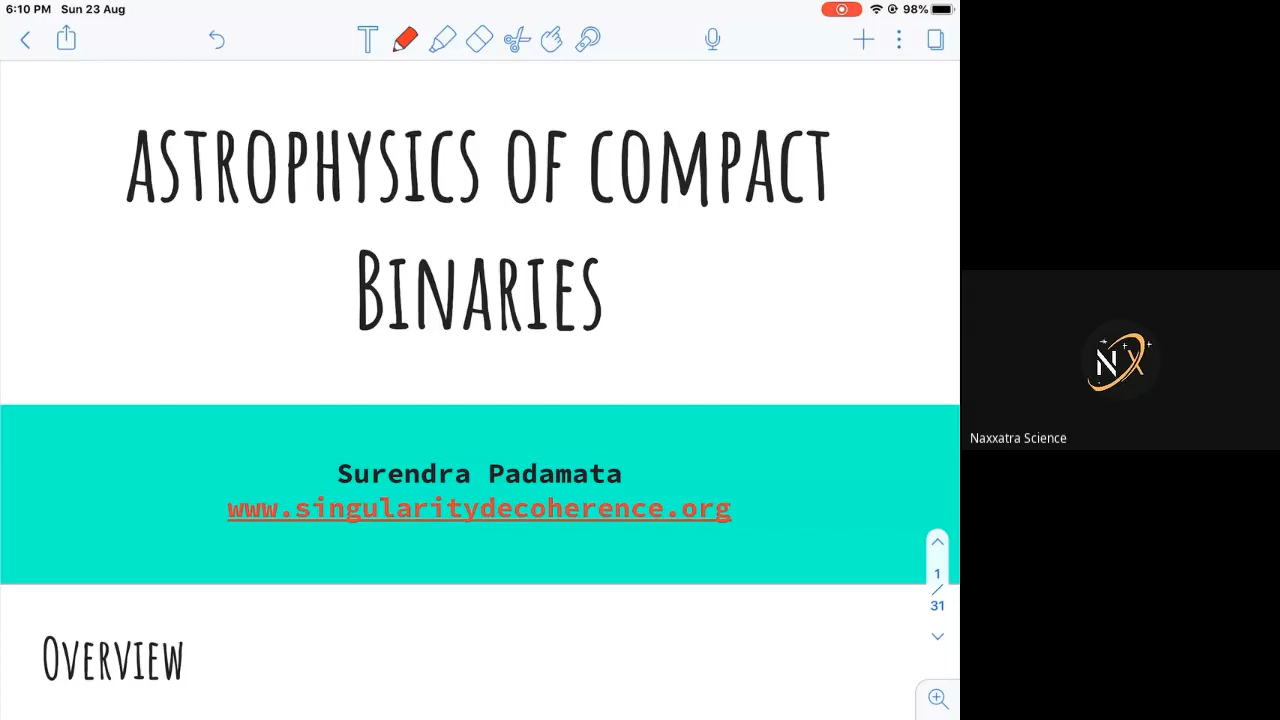 6:10 PM Sun 23 Aug
98%
T
ASTROPHYSICS OF COMPACT
BINARIES
Surendra Padamata
www.singularitydecoherence.org
1
/
31
OVERVIEW
NX
Naxxatra Science